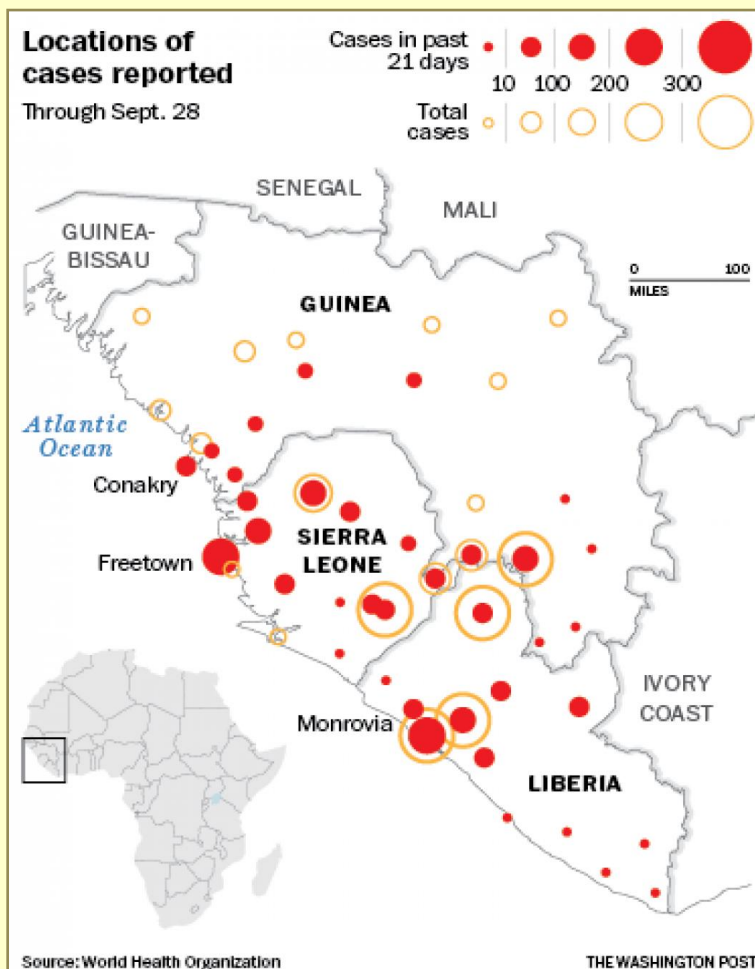 Locations of
cases reported
Through Sept. 28
Cases in past
21 days
10 100 200 300
Total
cases
SENEGAL
MALI
GUINEA-
BISSAU
0 100
MILES
GUINEA
Atlantic
Ocean
Conakry
SIERRA
LEONE
Freetown
IVORY
COAST
Monrovia
LIBERIA
Source: World Health Organization
THE WASHINGTON POST